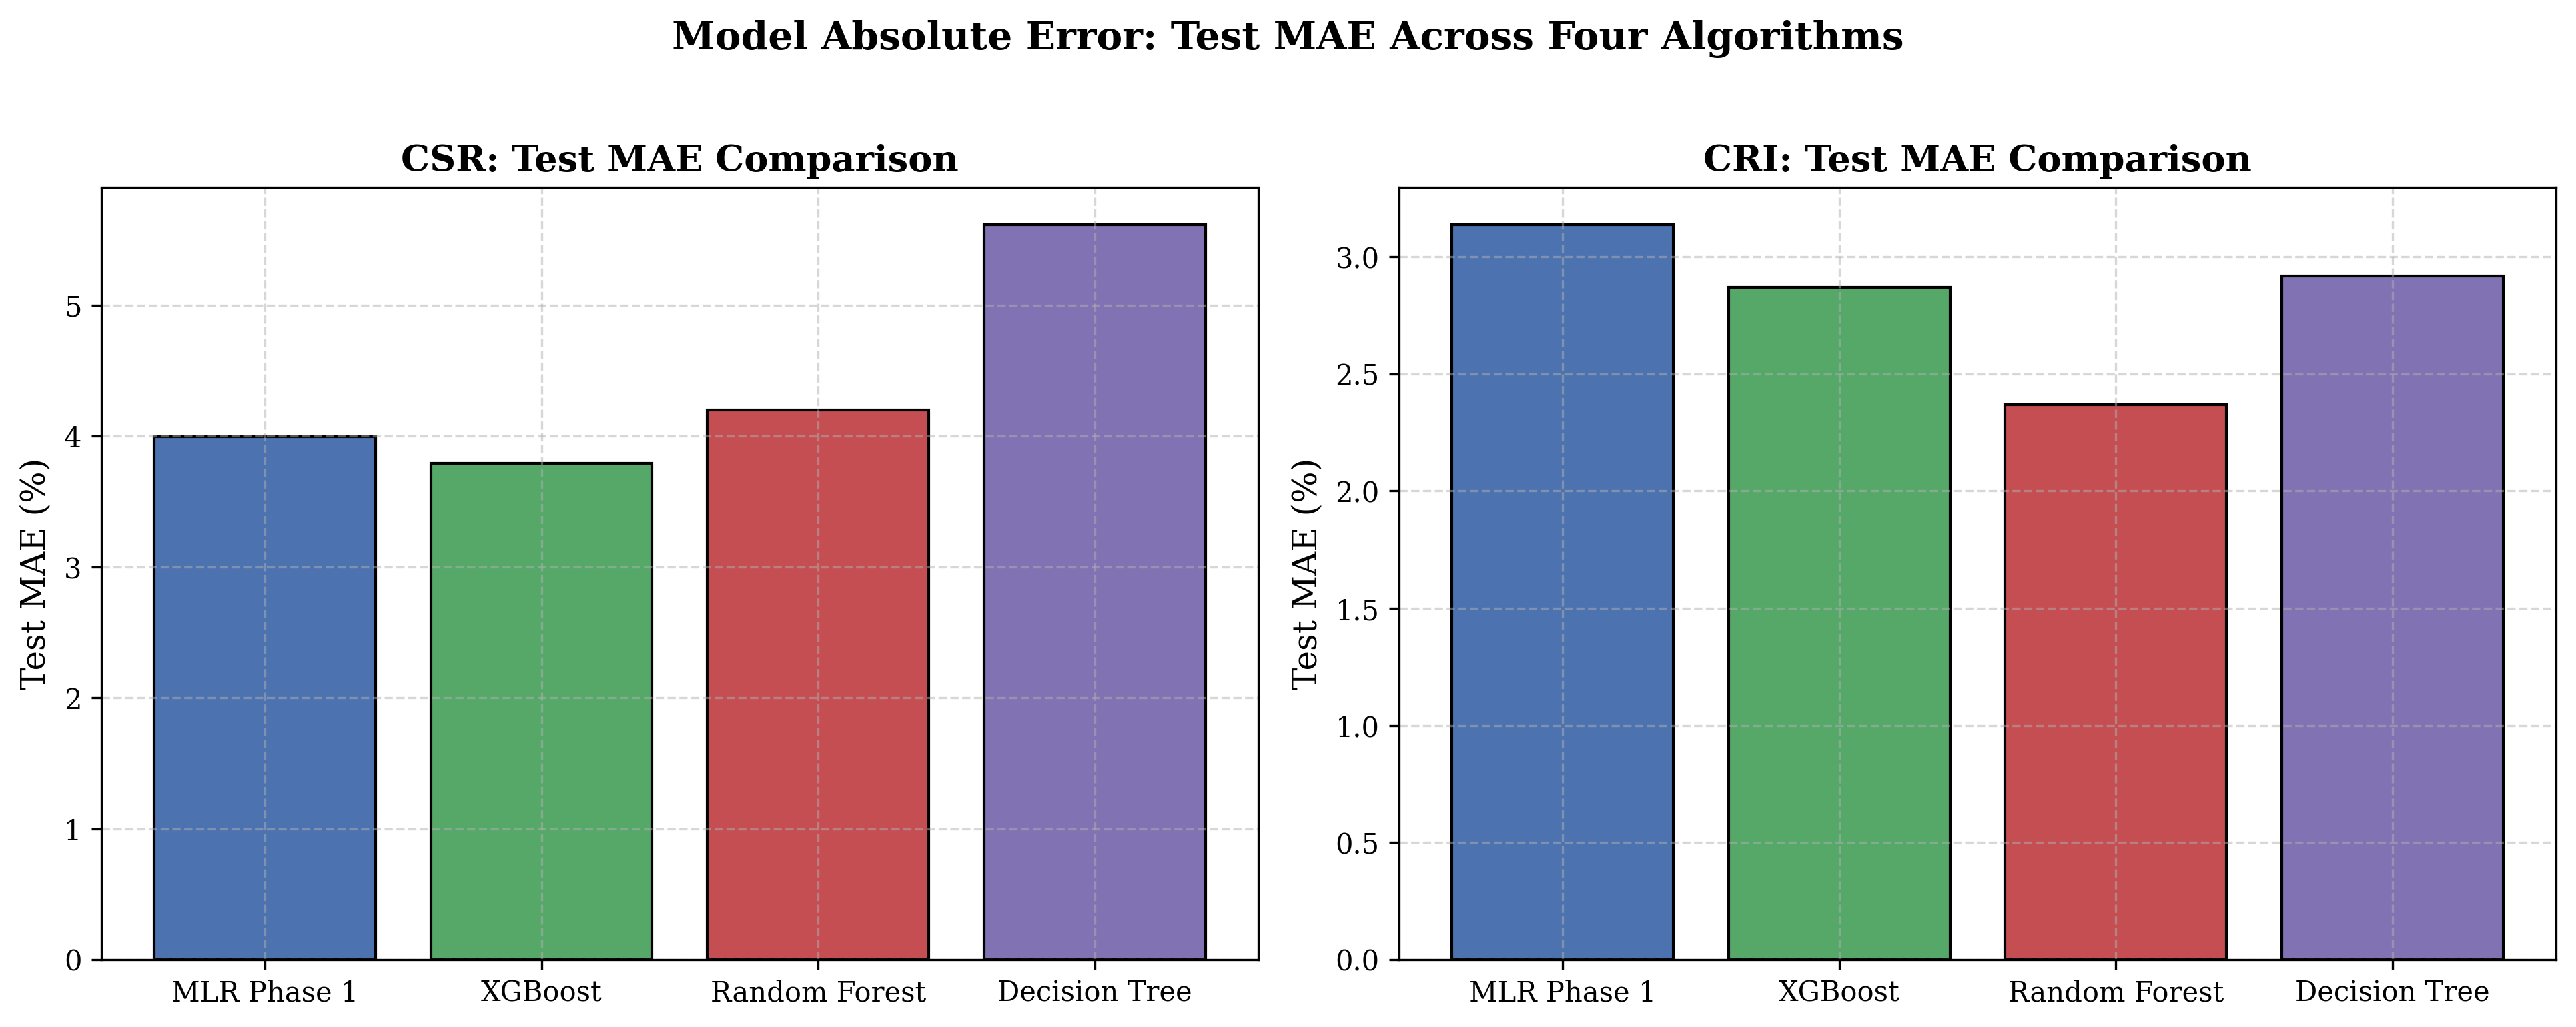 Model Absolute Error: Test MAE Across Four Algorithms
CSR: Test MAE Comparison
Test MAE (%)
5
4
3
2
1
0
MLR Phase 1
XGBoost
Random Forest
Decision Tree
CRI: Test MAE Comparison
Test MAE (%)
3.0
2.5
2.0
1.5
1.0
0.5
0.0
MLR Phase 1
XGBoost
Random Forest
Decision Tree